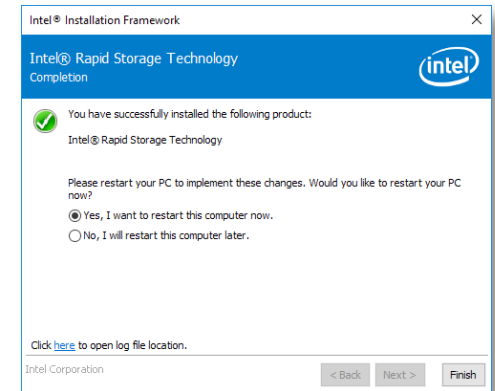 Intel® Installation Framework
Intel® Rapid Storage Technology
Completion
intel
You have successfully installed the following product:
Intel® Rapid Storage Technology
Please restart your PC to implement these changes. Would you like to restart your PC
now?
Yes, I want to restart this computer now.
No, I will restart this computer later.
Click here to open log file location.
Intel Corporation
< Back
Next >
Finish